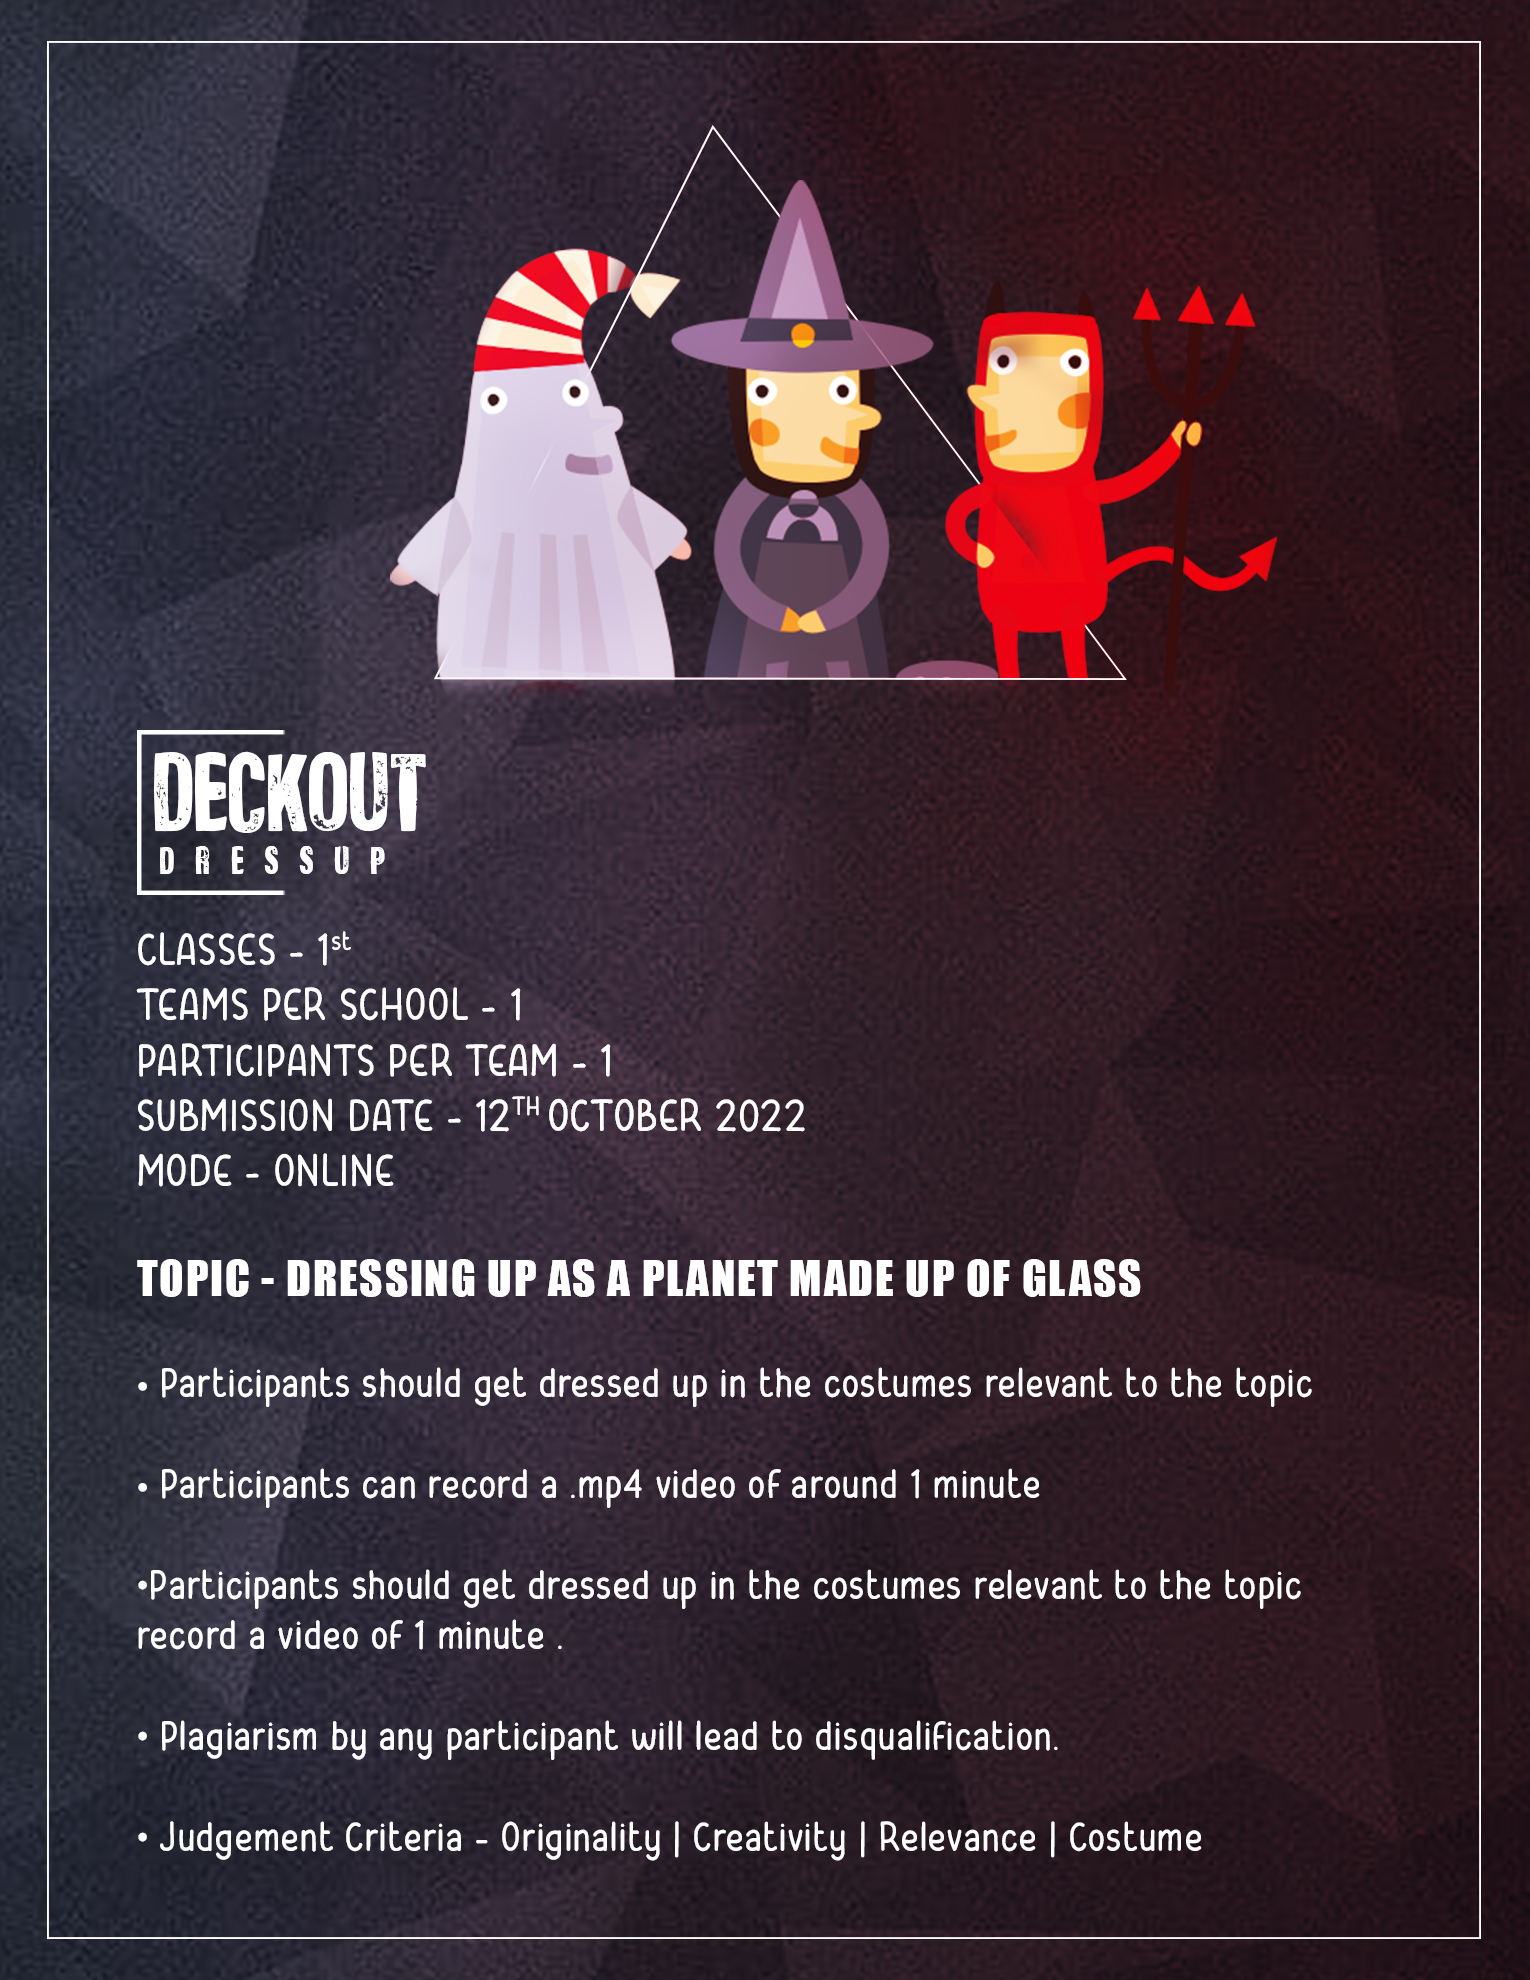 DECKOUT
DRESSUP
CLASSES - 1st
TEAMS PER SCHOOL - 1
PARTICIPANTS PER TEAM - 1
SUBMISSION DATE - 12TH OCTOBER 2022
MODE - ONLINE
TOPIC - DRESSING UP AS A PLANET MADE UP OF GLASS
• Participants should get dressed up in the costumes relevant to the topic
• Participants can record a .mp4 video of around 1 minute
•Participants should get dressed up in the costumes relevant to the topic
record a video of 1 minute .
• Plagiarism by any participant will lead to disqualification.
• Judgement Criteria - Originality | Creativity | Relevance | Costume